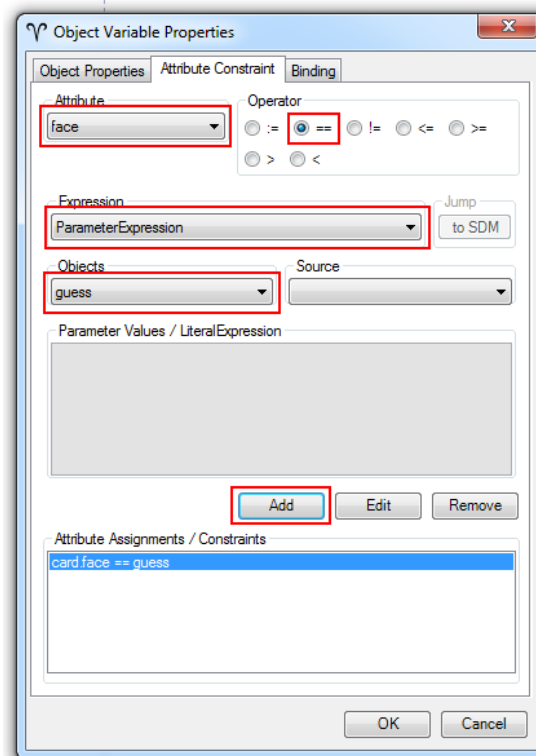 Object Variable Properties
Object Properties Attribute Constraint Binding
Attribute Operator
face := == != <= >=
> <
Expression Jump
ParameterExpression to SDM
Objects Source
guess
Parameter Values / LiteralExpression
Add Edit Remove
Attribute Assignments / Constraints
card.face == guess
OK Cancel